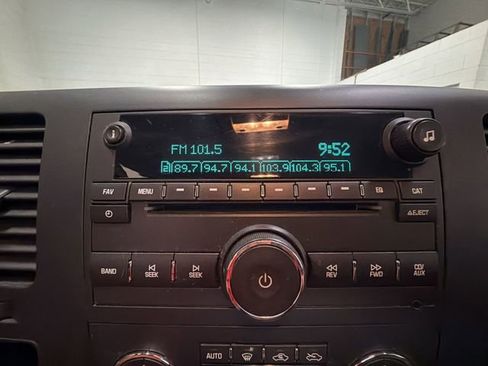 FM 101.5 9:52
2 89.7 94.7 94.1 103.9 104.3 95.1
FAV MENU EQ CAT
EJECT
BAND SEEK SEEK REV FWD CD/AUX
AUTO